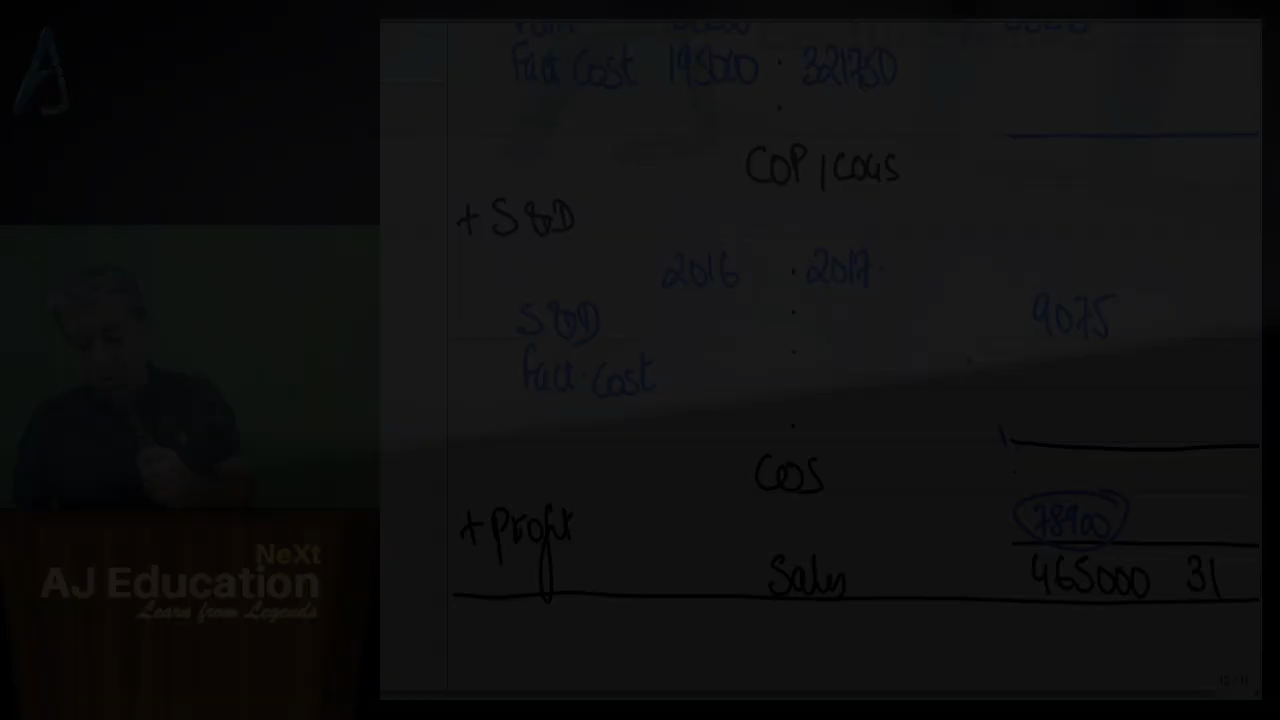 Fact Cost 195000 321750
COP / COGS
+ S&D
2016 2017
S&D 9075
Fact. Cost
COS
+ Profit 78900
Sales 465000 31
NeXt
AJ Education
Learn from Legends